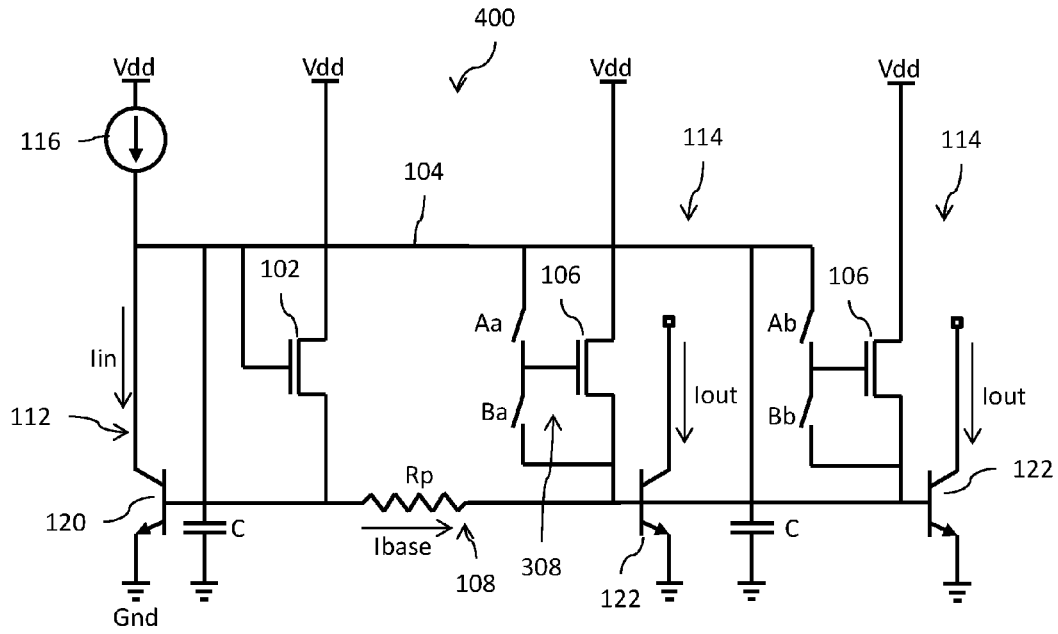 400
Vdd
Vdd
Vdd
Vdd
116
114
114
104
102
106
106
Aa
Ab
Iin
Iout
Iout
Ba
Bb
112
Rp
122
120
C
C
Ibase
108
308
122
Gnd